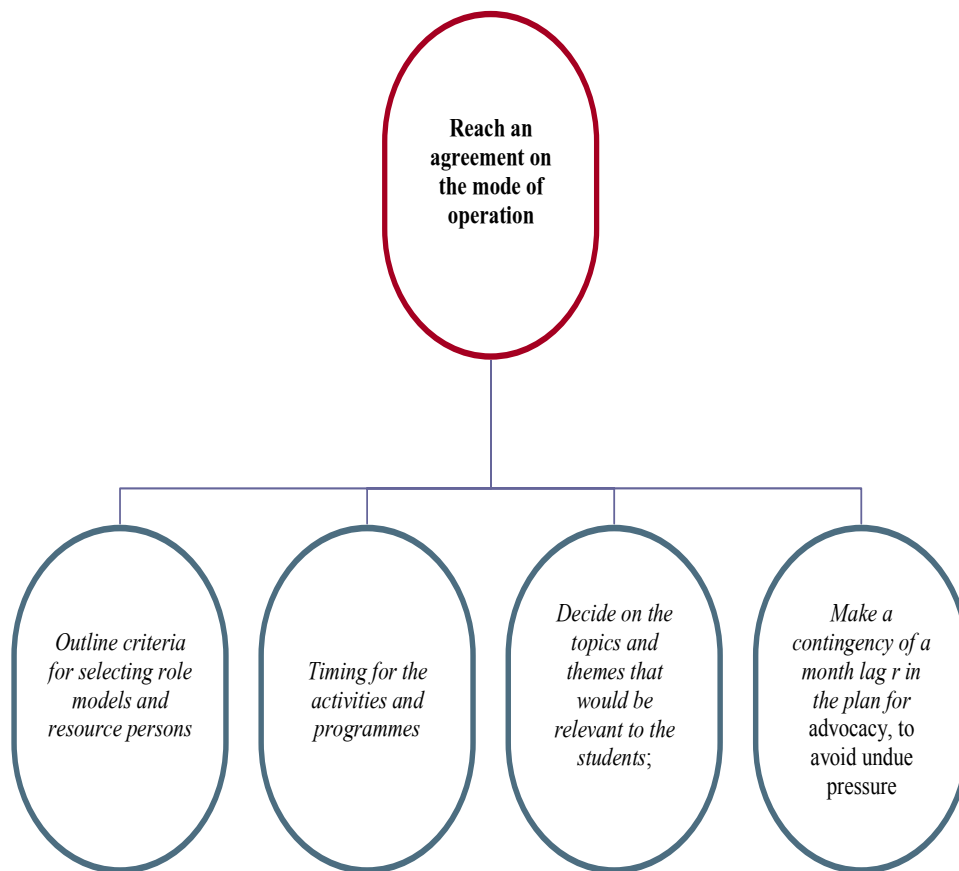 Reach an
agreement on
the mode of
operation
Outline criteria
for selecting role
models and
resource persons
Timing for the
activities and
programmes
Decide on the
topics and
themes that
would be
relevant to the
students;
Make a
contingency of a
month lag r in
the plan for
advocacy, to
avoid undue
pressure